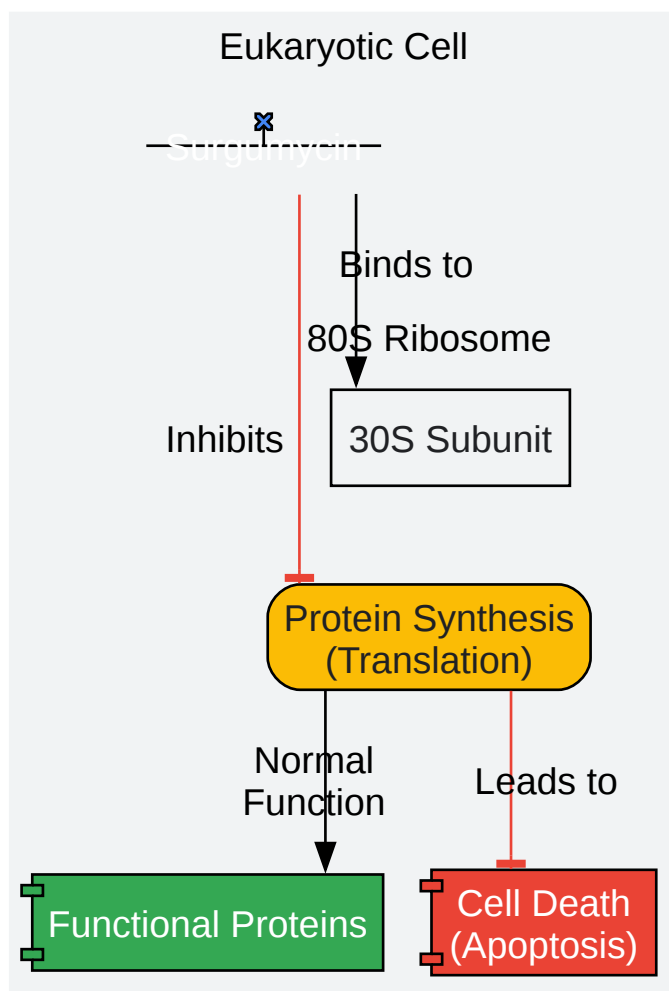 Eukaryotic Cell
Surgumycin
Binds to
80S Ribosome
Inhibits
30S Subunit
Protein Synthesis
(Translation)
Normal
Function
Leads to
Functional Proteins
Cell Death
(Apoptosis)